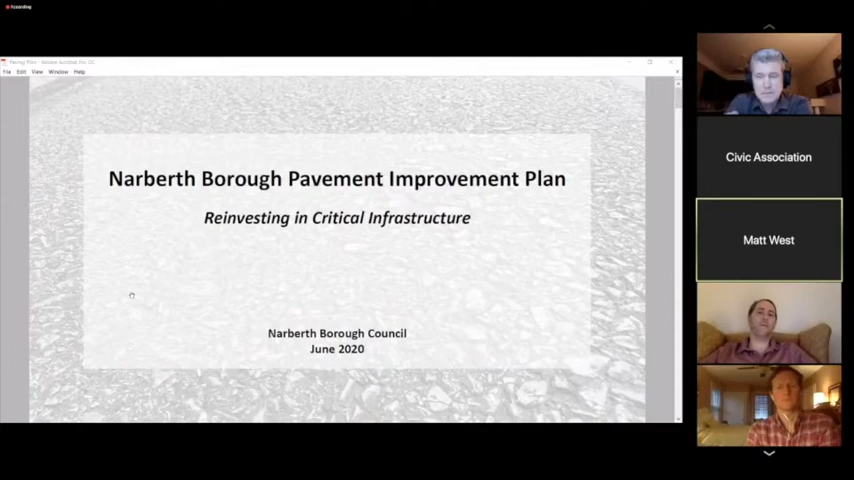 Recording
File Edit View Window Help
Narberth Borough Pavement Improvement Plan
Reinvesting in Critical Infrastructure
Narberth Borough Council
June 2020
Civic Association
Matt West